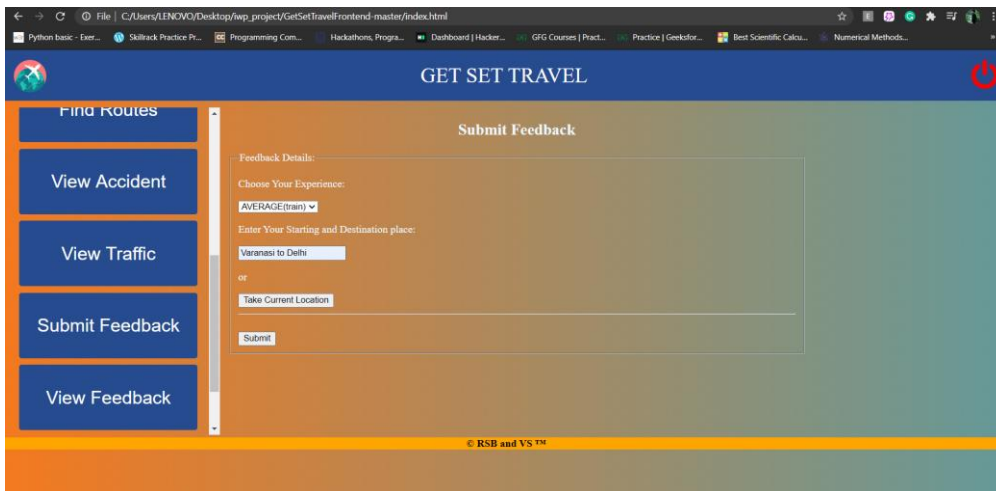 File | C:/Users/LENOVO/Desktop/iwp_project/GetSetTravelFrontend-master/index.html
Python basic - Exer... Skillrack Practice Pr... Programming Com... Hackathons, Progra... Dashboard | Hacker... GFG Courses | Pract... Practice | Geeksfor... Best Scientific Calcu... Numerical Methods... »
GET SET TRAVEL
Find Routes
View Accident
View Traffic
Submit Feedback
View Feedback
Submit Feedback
Feedback Details:
Choose Your Experience:
AVERAGE(train)
Enter Your Starting and Destination place:
Varanasi to Delhi
or
Take Current Location
Submit
© RSB and VS ™